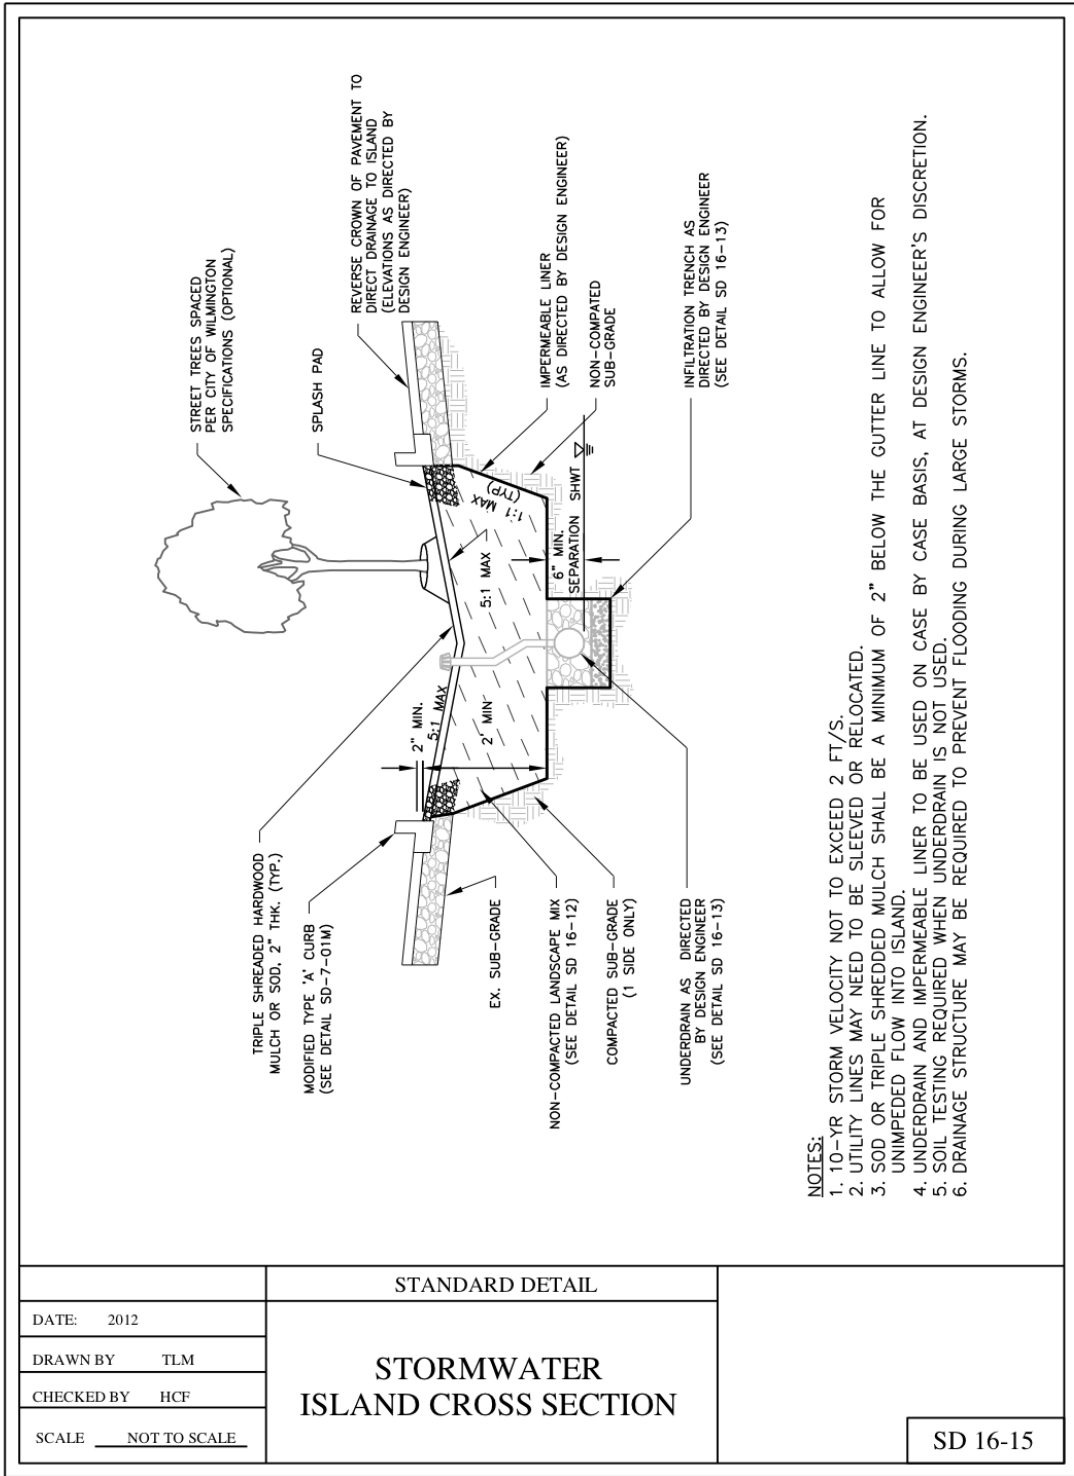 STREET TREES SPACED
PER CITY OF WILMINGTON
SPECIFICATIONS (OPTIONAL)
SPLASH PAD
REVERSE CROWN OF PAVEMENT TO
DIRECT DRAINAGE TO ISLAND
(ELEVATIONS AS DIRECTED BY
DESIGN ENGINEER)
IMPERMEABLE LINER
(AS DIRECTED BY DESIGN ENGINEER)
NON-COMPATED
SUB-GRADE
INFILTRATION TRENCH AS
DIRECTED BY DESIGN ENGINEER
(SEE DETAIL SD 16-13)
TRIPLE SHREADED HARDWOOD
MULCH OR SOD, 2" THK. (TYP.)
MODIFIED TYPE 'A' CURB
(SEE DETAIL SD-7-01M)
EX. SUB-GRADE
NON-COMPACTED LANDSCAPE MIX
(SEE DETAIL SD 16-12)
COMPACTED SUB-GRADE
(1 SIDE ONLY)
UNDERDRAIN AS DIRECTED
BY DESIGN ENGINEER
(SEE DETAIL SD 16-13)
2" MIN.
5:1 MAX
2' MIN
5:1 MAX
1:1 MAX
(TYP)
6" MIN.
SEPARATION SHWT
NOTES:
1. 10-YR STORM VELOCITY NOT TO EXCEED 2 FT/S.
2. UTILITY LINES MAY NEED TO BE SLEEVED OR RELOCATED.
3. SOD OR TRIPLE SHREDDED MULCH SHALL BE A MINIMUM OF 2" BELOW THE GUTTER LINE TO ALLOW FOR
UNIMPEDED FLOW INTO ISLAND.
4. UNDERDRAIN AND IMPERMEABLE LINER TO BE USED ON CASE BY CASE BASIS, AT DESIGN ENGINEER'S DISCRETION.
5. SOIL TESTING REQUIRED WHEN UNDERDRAIN IS NOT USED.
6. DRAINAGE STRUCTURE MAY BE REQUIRED TO PREVENT FLOODING DURING LARGE STORMS.
STANDARD DETAIL
DATE: 2012
DRAWN BY TLM
CHECKED BY HCF
SCALE NOT TO SCALE
STORMWATER
ISLAND CROSS SECTION
SD 16-15